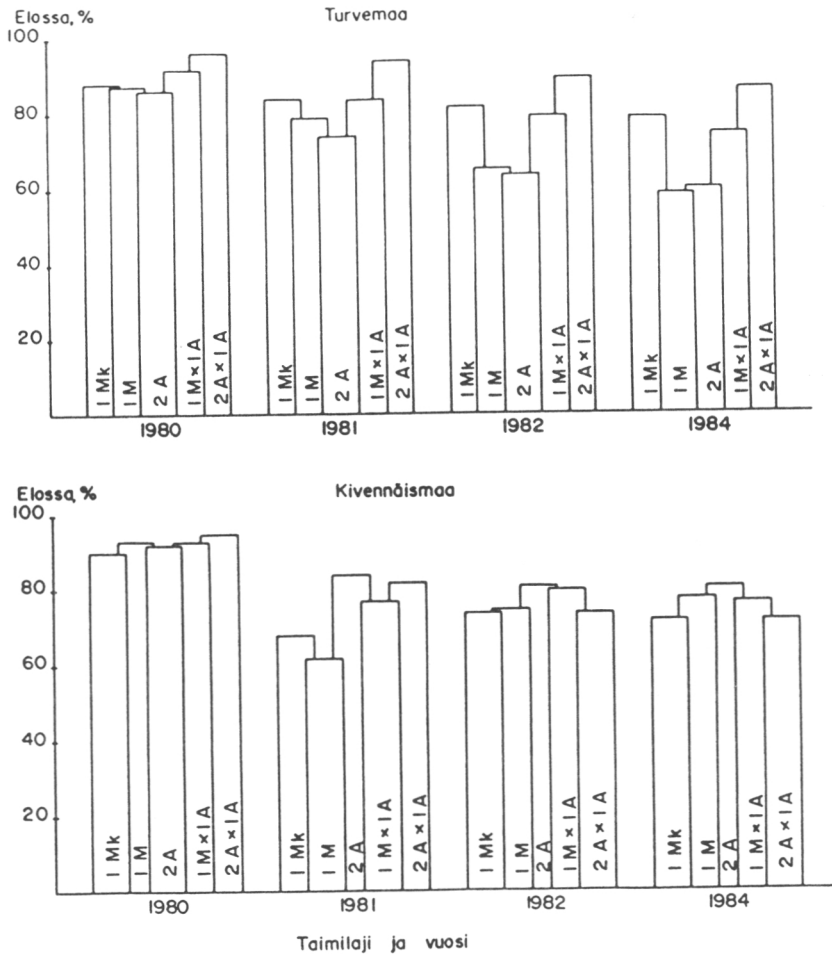 Elossa, %
Turvemaa
100
80
60
40
20
1 Mk
1 M
2 A
1 M × 1 A
2 A × 1 A
1 Mk
1 M
2 A
1 M × 1 A
2 A × 1 A
1 Mk
1 M
2 A
1 M × 1 A
2 A × 1 A
1 Mk
1 M
2 A
1 M × 1 A
2 A × 1 A
1980 1981 1982 1984
Elossa, %
Kivennäismaa
100
80
60
40
20
1 Mk
1 M
2 A
1 M × 1 A
2 A × 1 A
1 Mk
1 M
2 A
1 M × 1 A
2 A × 1 A
1 Mk
1 M
2 A
1 M × 1 A
2 A × 1 A
1 Mk
1 M
2 A
1 M × 1 A
2 A × 1 A
1980 1981 1982 1984
Taimilaji ja vuosi